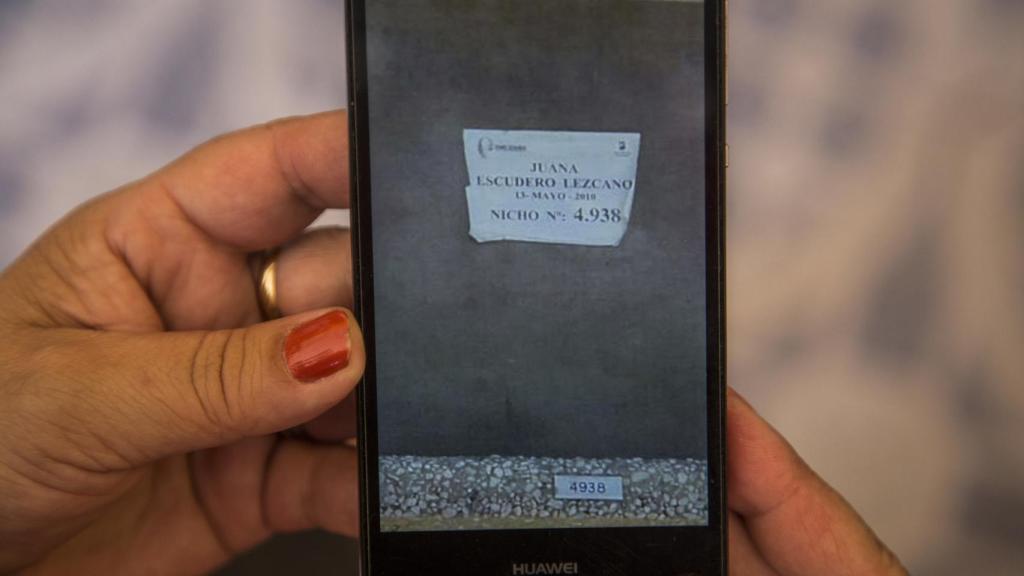 JUANA
ESCUDERO LEZCANO
13-MAYO-2010
NICHO Nº: 4.938
4938
HUAWEI